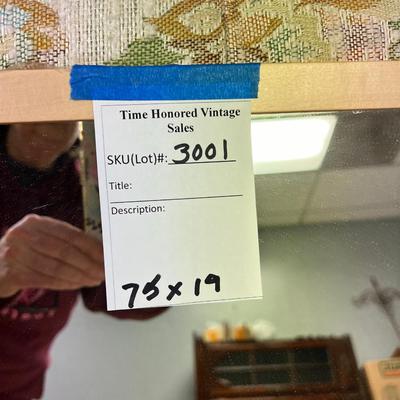 Time Honored Vintage
Sales
SKU(Lot)#: 3001
Title:
Description:
75 x 19